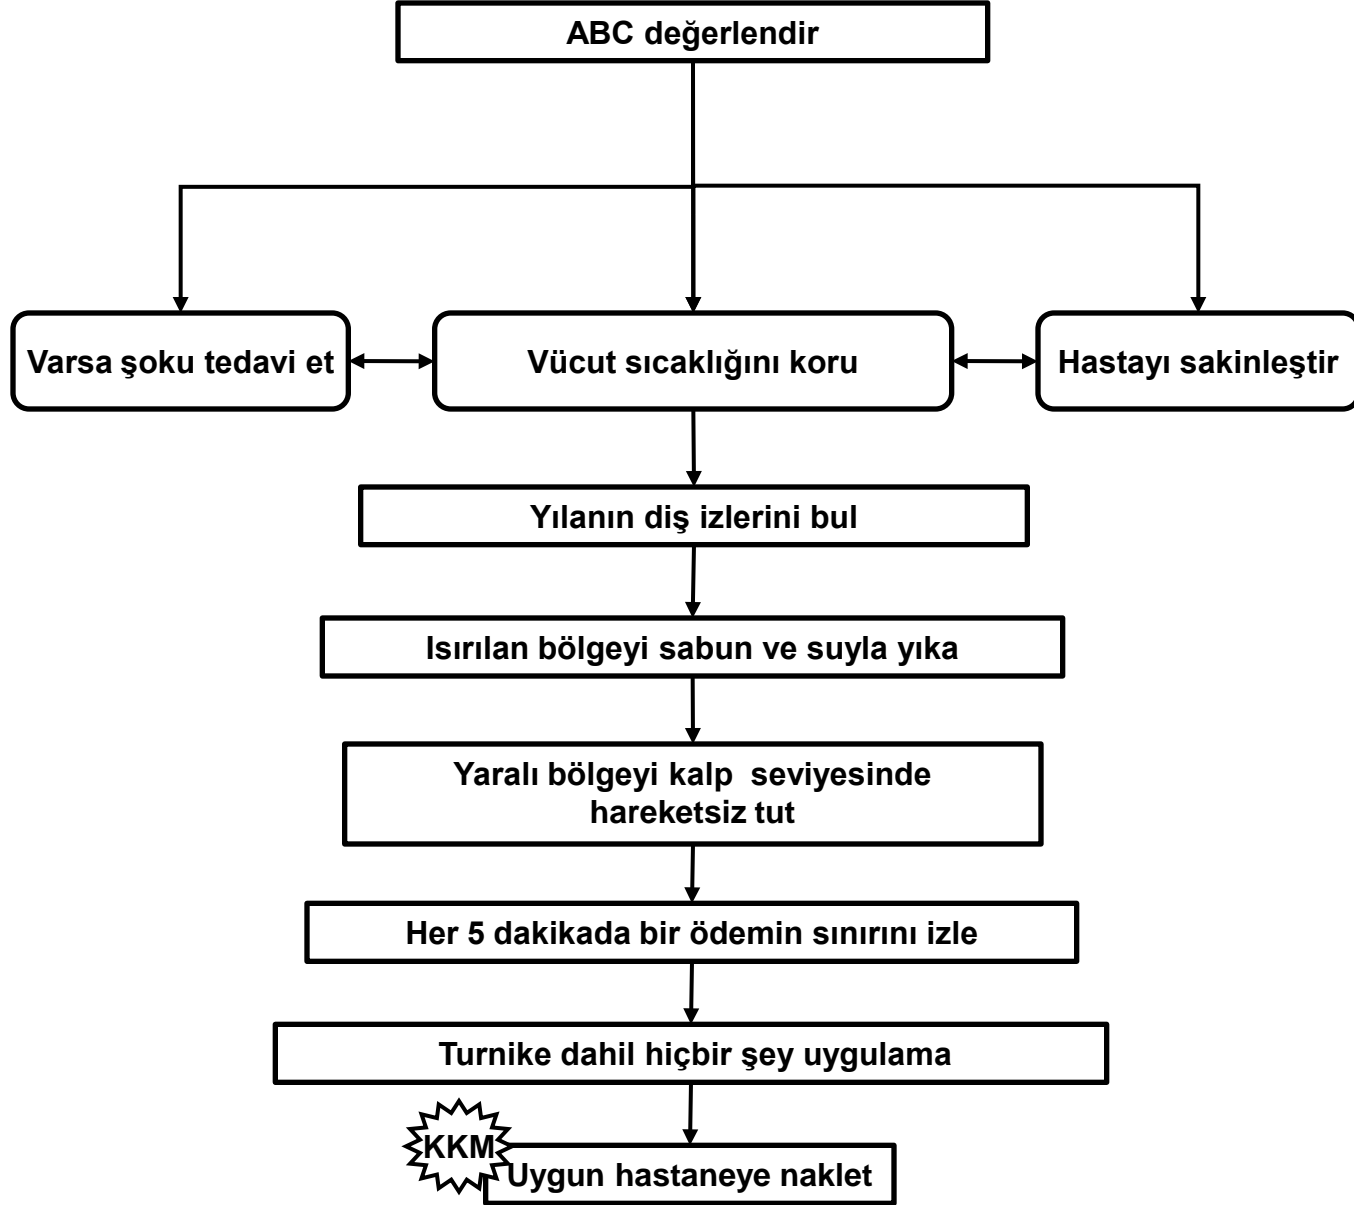 ABC değerlendir
Varsa şoku tedavi et
Vücut sıcaklığını koru
Hastayı sakinleştir
Yılanın diş izlerini bul
Isırılan bölgeyi sabun ve suyla yıka
Yaralı bölgeyi kalp  seviyesinde
hareketsiz tut
Her 5 dakikada bir ödemin sınırını izle
Turnike dahil hiçbir şey uygulama
KKM
Uygun hastaneye naklet